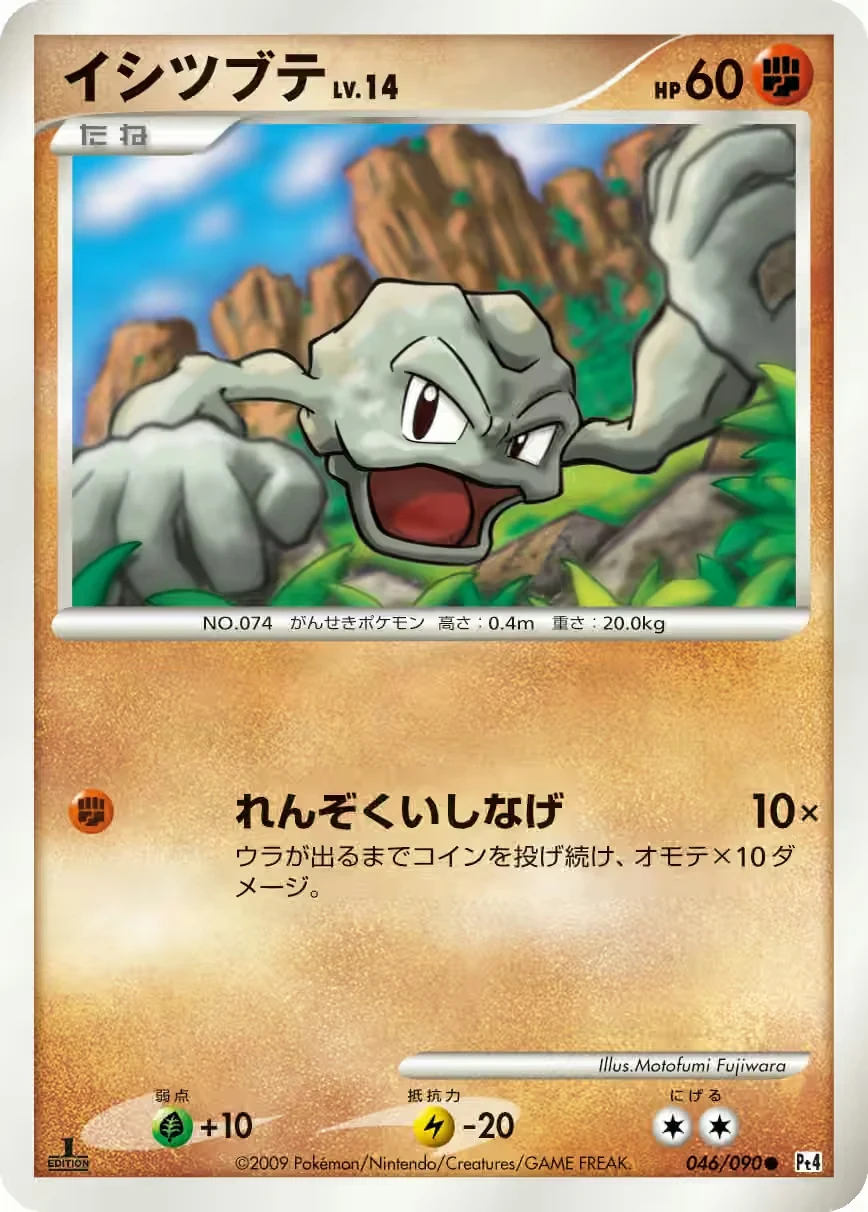 イシツブテ LV.14 HP 60
たね
NO.074 がんせきポケモン 高さ:0.4m 重さ:20.0kg
れんぞくいしなげ 10×
ウラが出るまでコインを投げ続け、オモテ×10ダ
メージ。
Illus.Motofumi Fujiwara
弱点 抵抗力 にげる
+10 -20
1 EDITION
©2009 Pokémon/Nintendo/Creatures/GAME FREAK. 046/090 Pt4